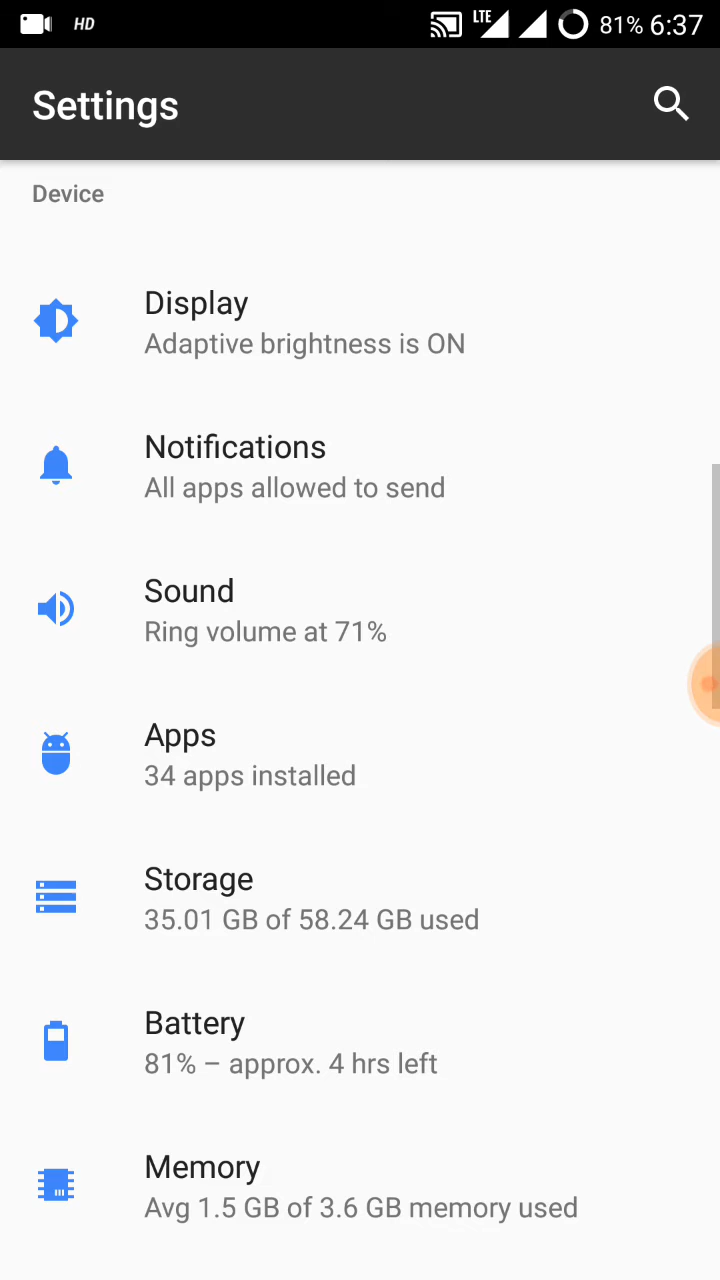 HD LTE 81% 6:37
Settings
Device
Display
Adaptive brightness is ON
Notifications
All apps allowed to send
Sound
Ring volume at 71%
Apps
34 apps installed
Storage
35.01 GB of 58.24 GB used
Battery
81% – approx. 4 hrs left
Memory
Avg 1.5 GB of 3.6 GB memory used